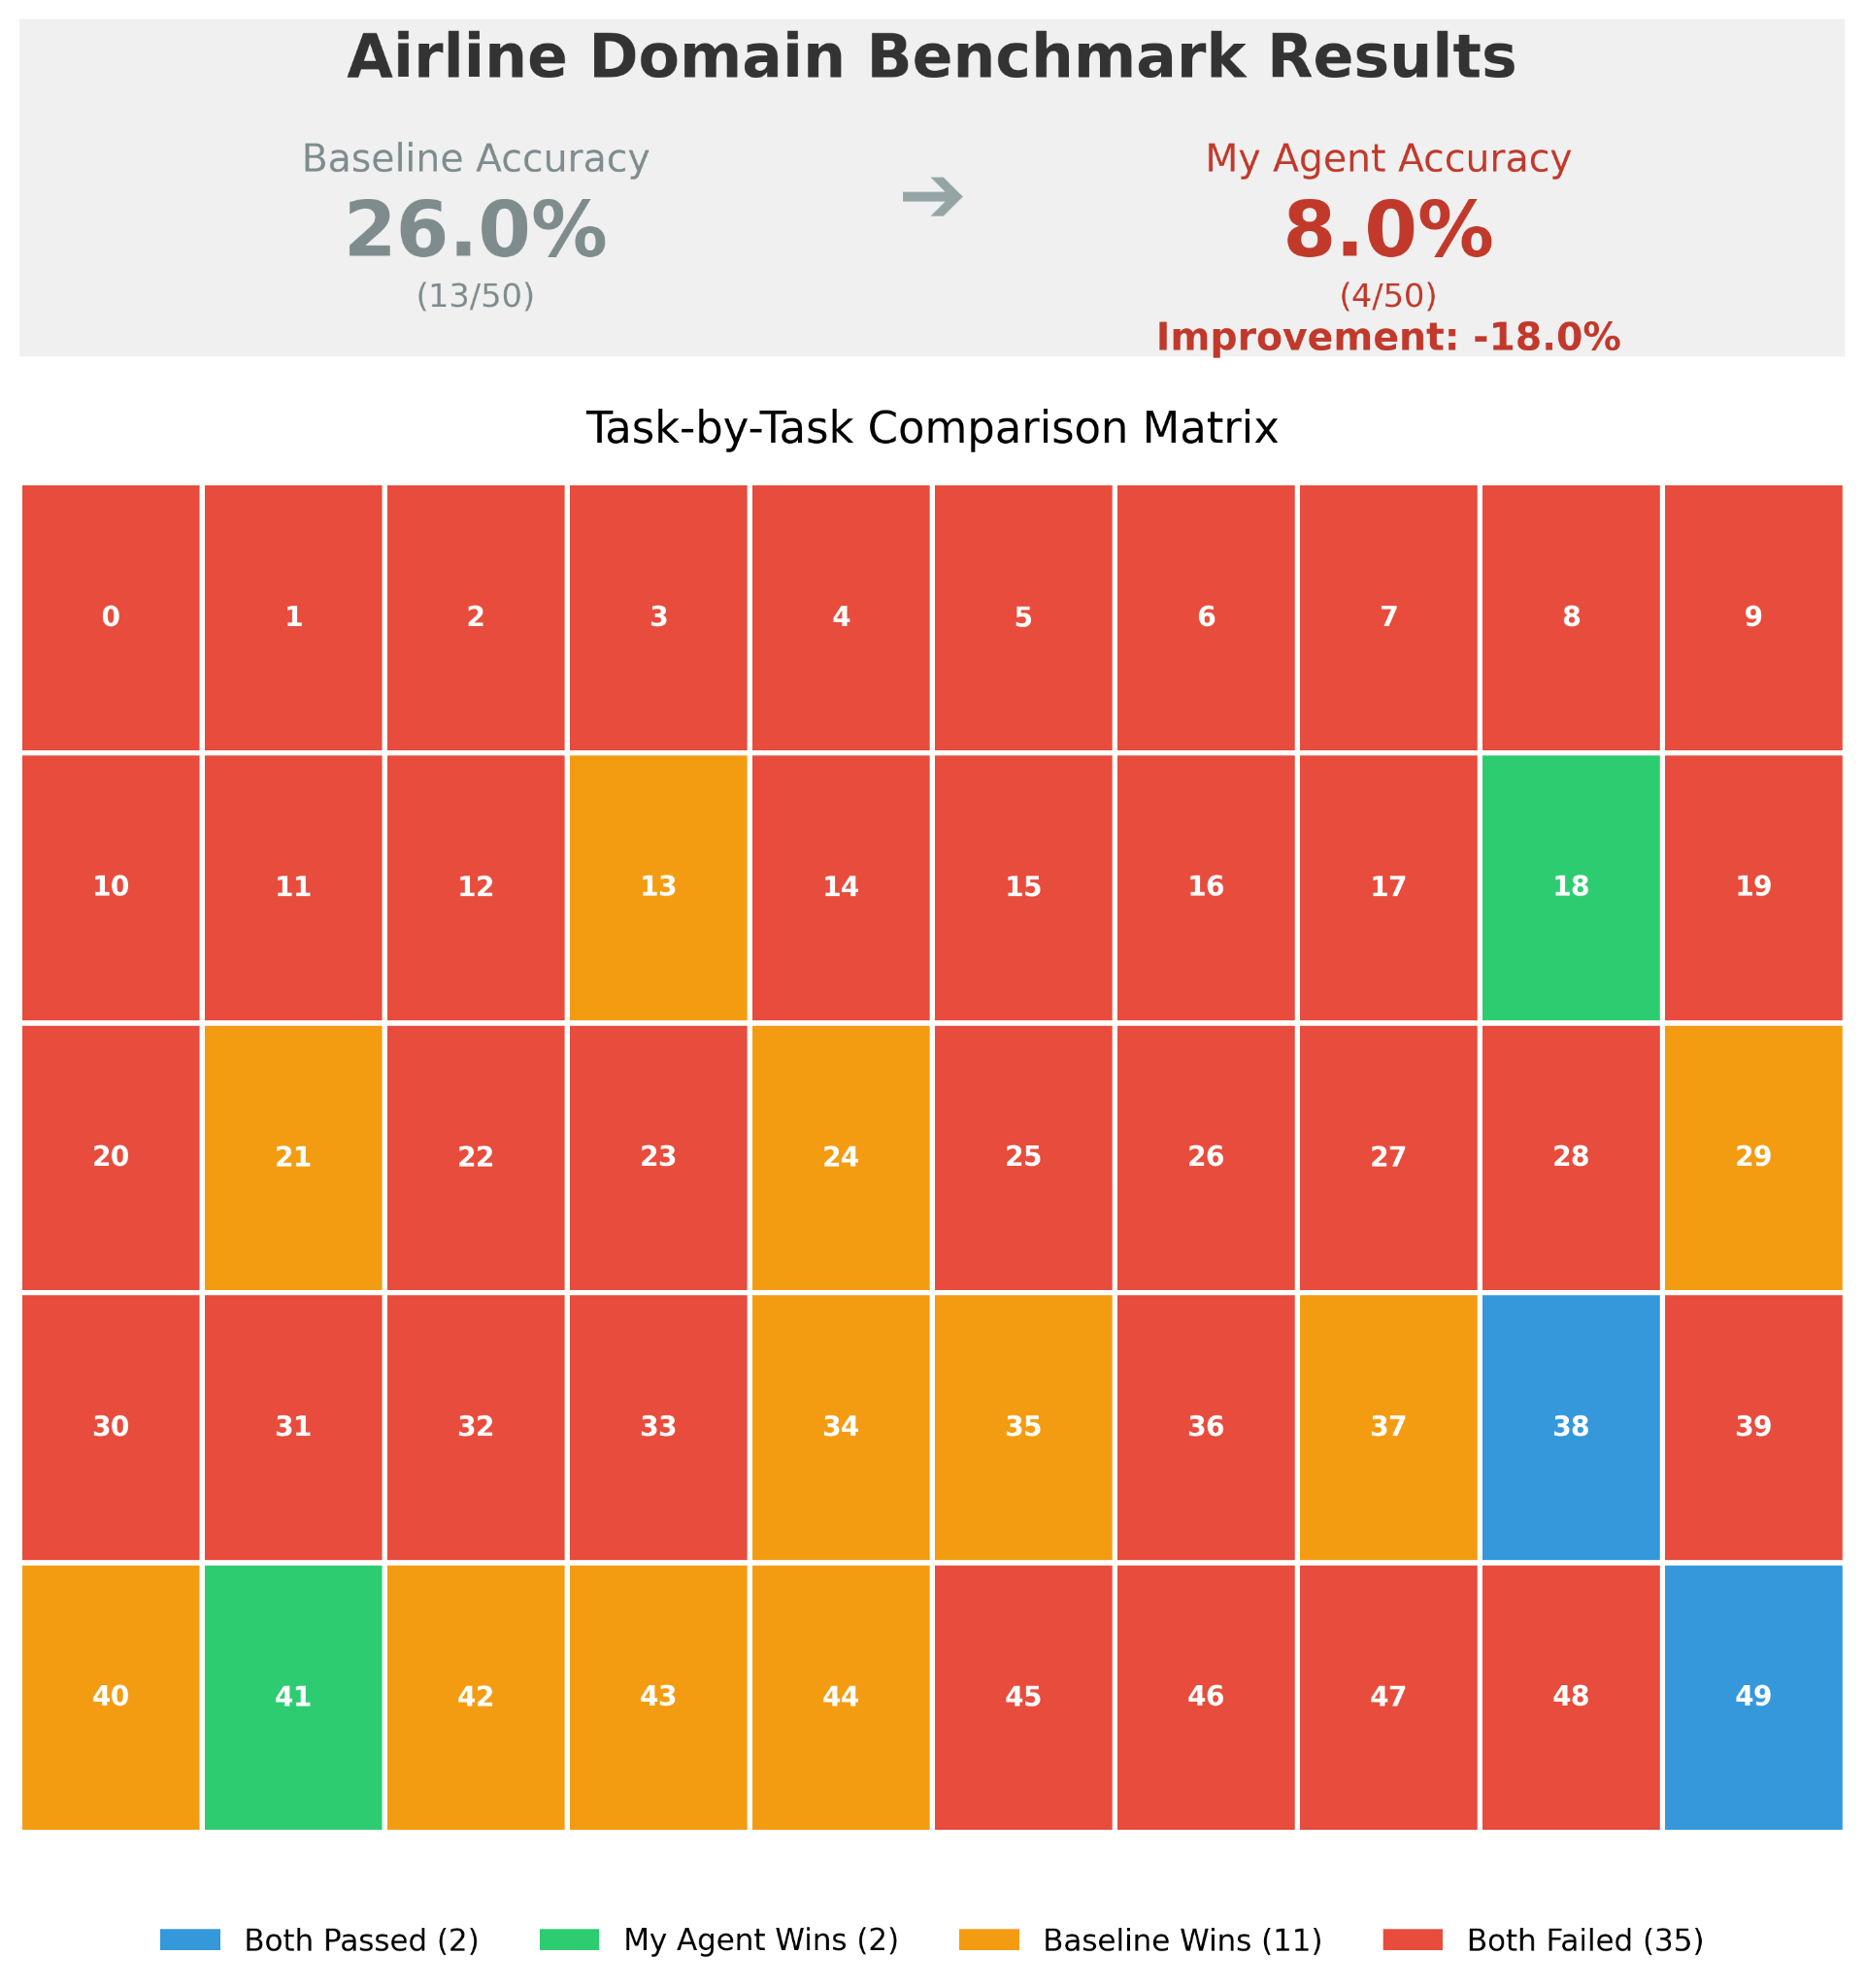 Airline Domain Benchmark Results
Baseline Accuracy
26.0%
(13/50)
➔
My Agent Accuracy
8.0%
(4/50)
Improvement: -18.0%
Task-by-Task Comparison Matrix
0 1 2 3 4 5 6 7 8 9
10 11 12 13 14 15 16 17 18 19
20 21 22 23 24 25 26 27 28 29
30 31 32 33 34 35 36 37 38 39
40 41 42 43 44 45 46 47 48 49
Both Passed (2) My Agent Wins (2) Baseline Wins (11) Both Failed (35)